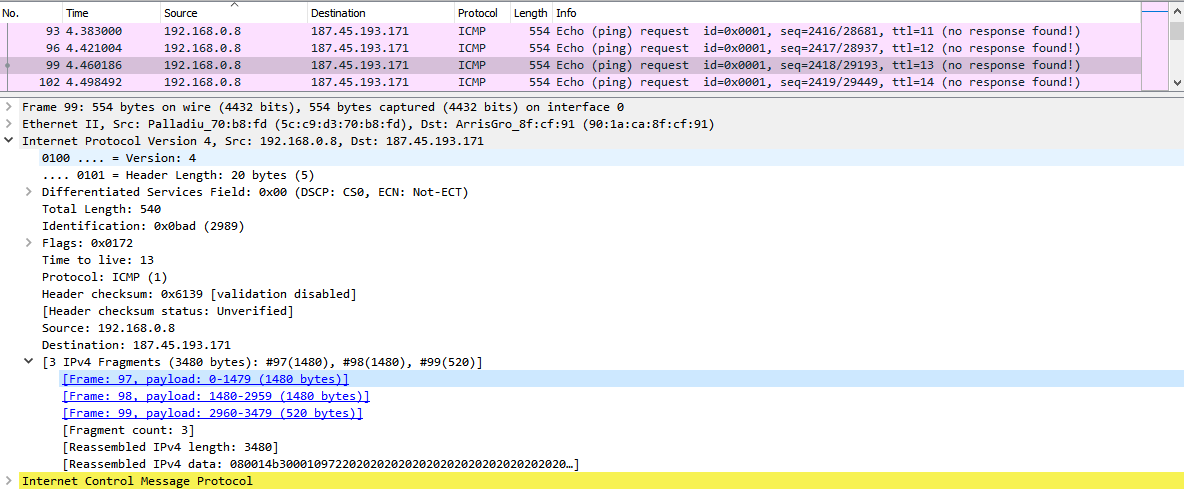 No. Time Source Destination Protocol Length Info
93 4.383000 192.168.0.8 187.45.193.171 ICMP 554 Echo (ping) request id=0x0001, seq=2416/28681, ttl=11 (no response found!)
96 4.421004 192.168.0.8 187.45.193.171 ICMP 554 Echo (ping) request id=0x0001, seq=2417/28937, ttl=12 (no response found!)
99 4.460186 192.168.0.8 187.45.193.171 ICMP 554 Echo (ping) request id=0x0001, seq=2418/29193, ttl=13 (no response found!)
102 4.498492 192.168.0.8 187.45.193.171 ICMP 554 Echo (ping) request id=0x0001, seq=2419/29449, ttl=14 (no response found!)
Frame 99: 554 bytes on wire (4432 bits), 554 bytes captured (4432 bits) on interface 0
Ethernet II, Src: Palladiu_70:b8:fd (5c:c9:d3:70:b8:fd), Dst: ArrisGro_8f:cf:91 (90:1a:ca:8f:cf:91)
Internet Protocol Version 4, Src: 192.168.0.8, Dst: 187.45.193.171
0100 .... = Version: 4
.... 0101 = Header Length: 20 bytes (5)
Differentiated Services Field: 0x00 (DSCP: CS0, ECN: Not-ECT)
Total Length: 540
Identification: 0x0bad (2989)
Flags: 0x0172
Time to live: 13
Protocol: ICMP (1)
Header checksum: 0x6139 [validation disabled]
[Header checksum status: Unverified]
Source: 192.168.0.8
Destination: 187.45.193.171
[3 IPv4 Fragments (3480 bytes): #97(1480), #98(1480), #99(520)]
[Frame: 97, payload: 0-1479 (1480 bytes)]
[Frame: 98, payload: 1480-2959 (1480 bytes)]
[Frame: 99, payload: 2960-3479 (520 bytes)]
[Fragment count: 3]
[Reassembled IPv4 length: 3480]
[Reassembled IPv4 data: 080014b30001097220202020202020202020202020202020…]
Internet Control Message Protocol